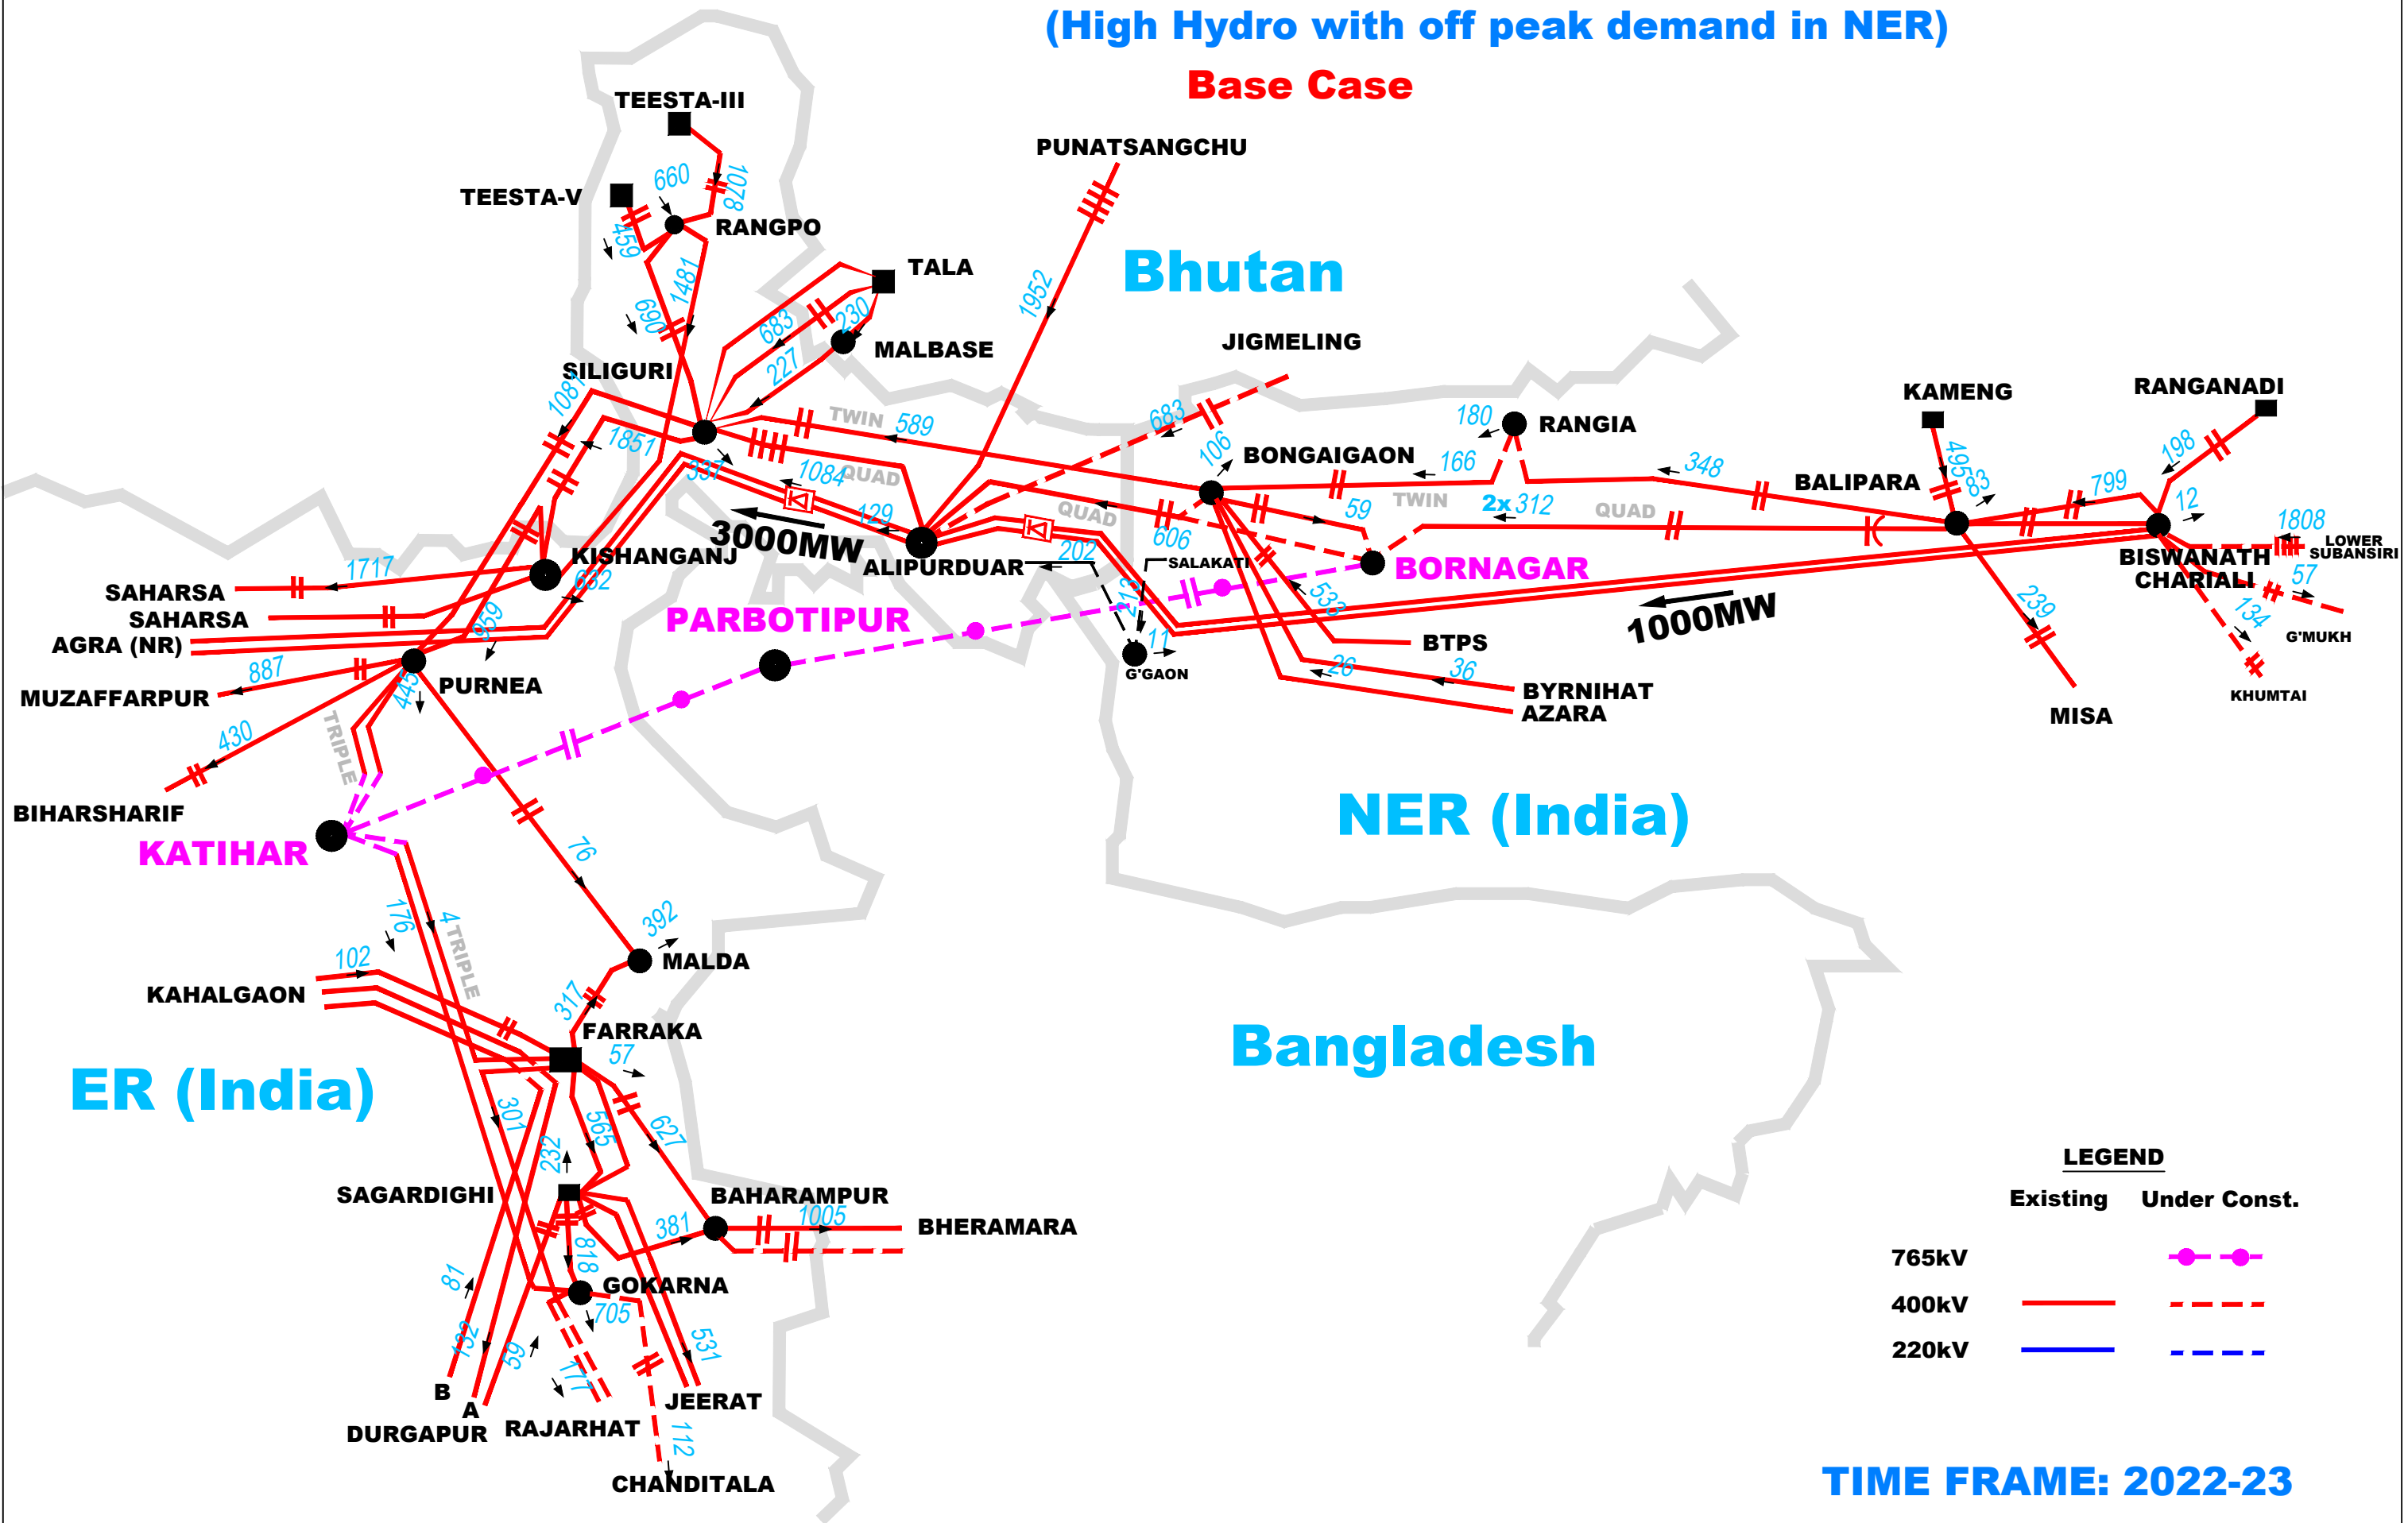 (High Hydro with off peak demand in NER)
Base Case
TEESTA-III
PUNATSANGCHU
660
1078
TEESTA-V
RANGPO
459
Bhutan
TALA
1481
1952
690
683
230
JIGMELING
MALBASE
227
SILIGURI
KAMENG
RANGANADI
1081
TWIN
589
683
180
RANGIA
106
1851
BONGAIGAON
198
495
337
1084
QUAD
166
348
BALIPARA
83
799
TWIN
2x 312
QUAD
12
129
QUAD
59
1808
3000MW
606
LOWER
SUBANSIRI
KISHANGANJ
202
SALAKATI
BISWANATH
CHARIALI
ALIPURDUAR
BORNAGAR
1717
632
57
SAHARSA
213
533
SAHARSA
PARBOTIPUR
1000MW
134
239
G'MUKH
AGRA (NR)
959
11
BTPS
887
445
G'GAON
26
36
MUZAFFARPUR
PURNEA
BYRNIHAT
KHUMTAI
AZARA
MISA
430
TRIPLE
BIHARSHARIF
NER (India)
KATIHAR
76
176
4
392
TRIPLE
102
MALDA
KAHALGAON
317
FARRAKA
57
Bangladesh
ER (India)
301
565
627
232
LEGEND
SAGARDIGHI
BAHARAMPUR
Existing
Under Const.
381
1005
BHERAMARA
818
765kV
81
GOKARNA
705
400kV
132
59
531
220kV
177
B
A
JEERAT
DURGAPUR
RAJARHAT
112
CHANDITALA
TIME FRAME: 2022-23